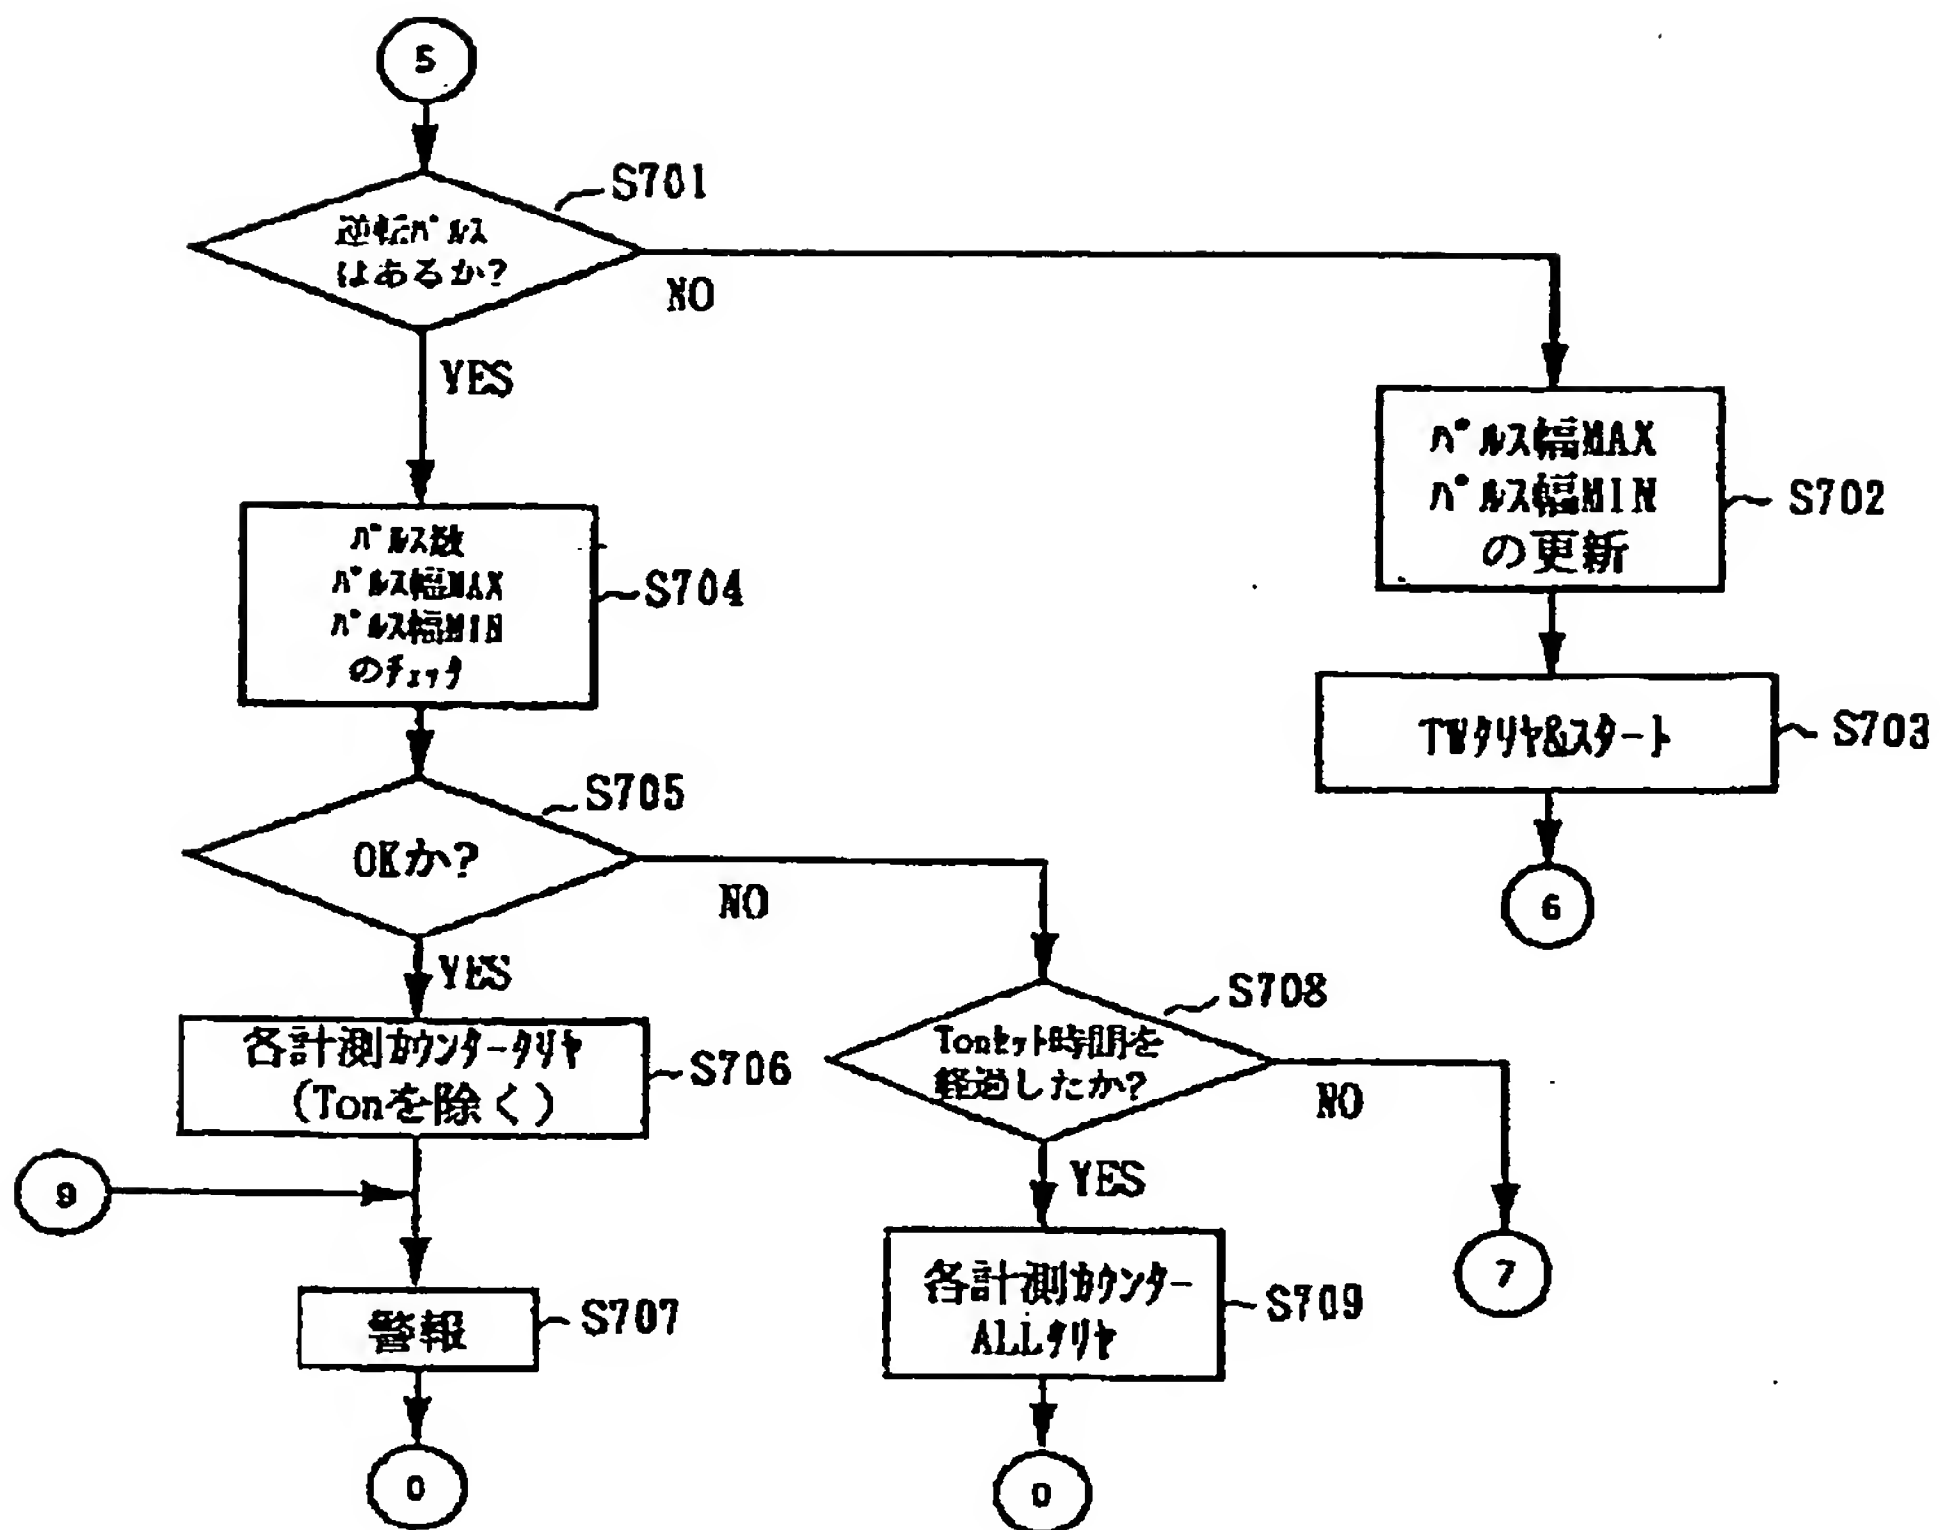 5
S701
逆転パルス
はあるか?
NO
YES
パルス幅MAX
パルス幅MIN
の更新
S702
パルス数
パルス幅MAX
パルス幅MIN
のチェック
S704
TWクリヤ&スタート
S703
S705
OKか?
NO
6
YES
S708
各計測カウンタークリヤ
(Tonを除く)
S706
Tonセット時間を
経過したか?
NO
9
YES
7
各計測カウンター
ALLクリヤ
S709
警報
S707
0
0